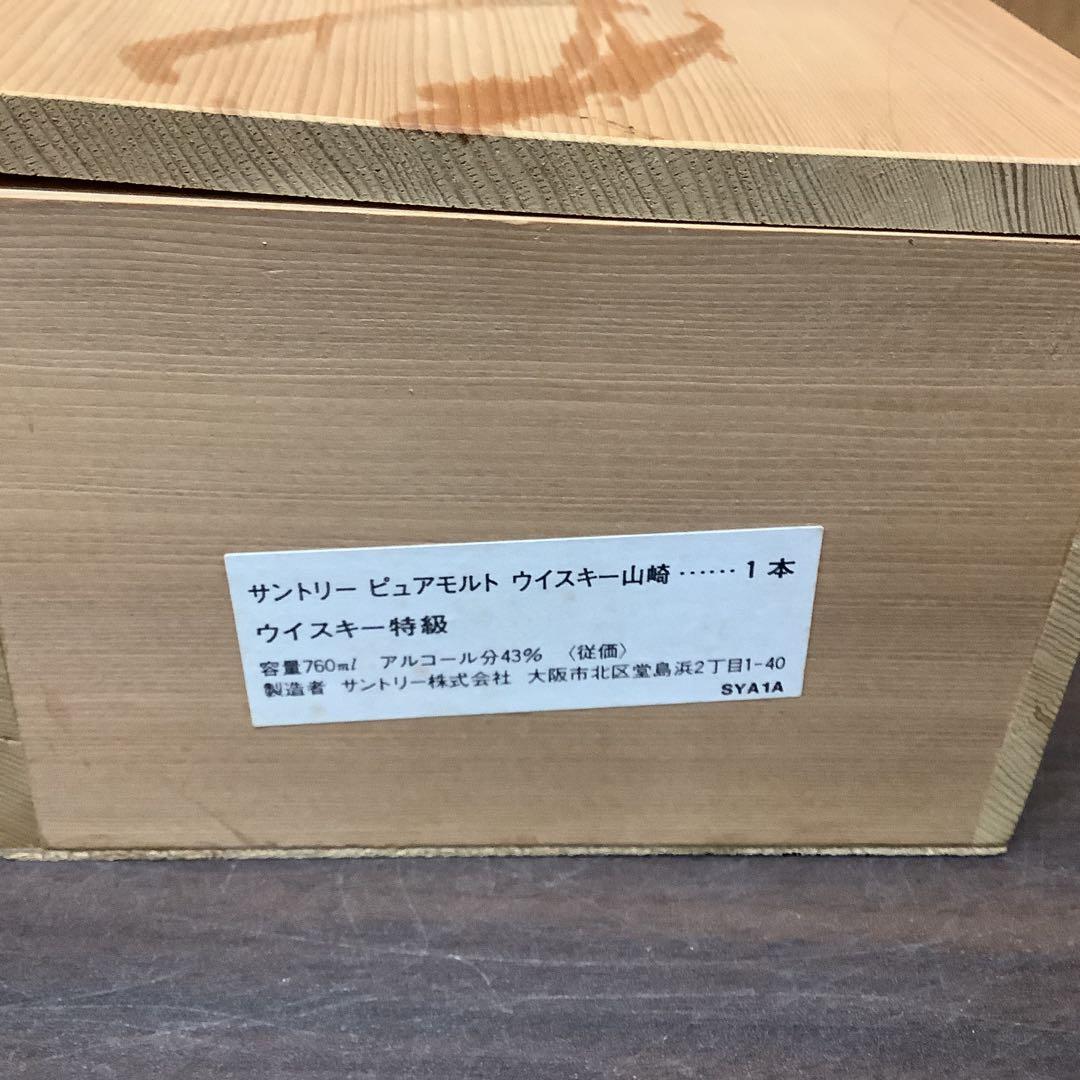 サントリー ピュアモルト ウイスキー山崎……1本
ウイスキー特級
容量760ml アルコール分43% 〈従価〉
製造者 サントリー株式会社 大阪市北区堂島浜2丁目1-40
SYA1A